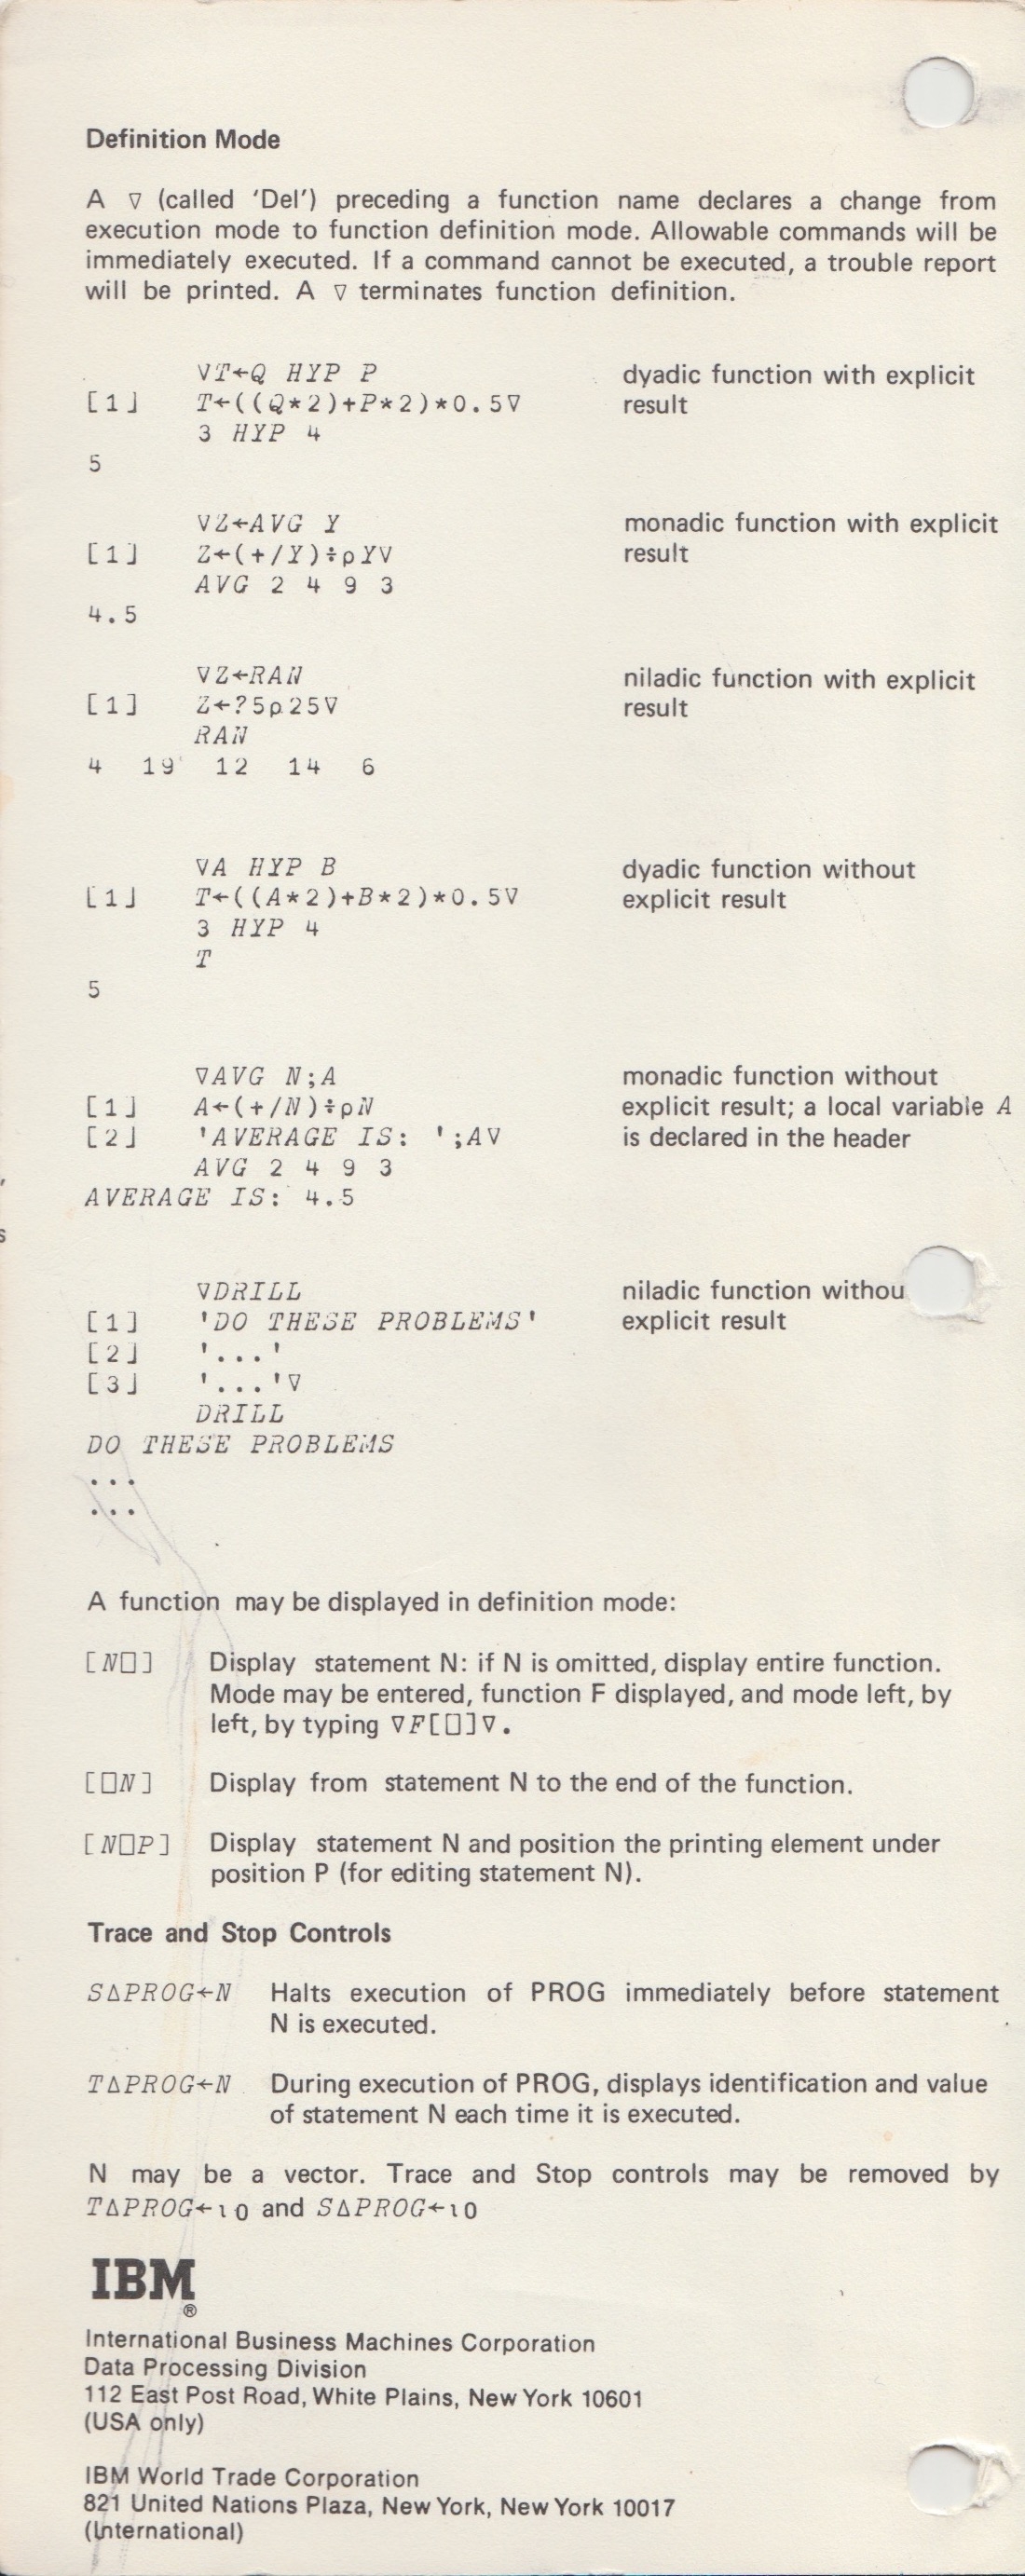 Definition Mode
A ∇ (called 'Del') preceding a function name declares a change from
execution mode to function definition mode. Allowable commands will be
immediately executed. If a command cannot be executed, a trouble report
will be printed. A ∇ terminates function definition.
∇T←Q HYP P dyadic function with explicit
[1] T←((Q*2)+P*2)*0.5∇ result
3 HYP 4
5
∇Z←AVG Y monadic function with explicit
[1] Z←(+/Y)÷⍴Y∇ result
AVG 2 4 9 3
4.5
∇Z←RAN niladic function with explicit
[1] Z←?5⍴25∇ result
RAN
4 19 12 14 6
∇A HYP B dyadic function without
[1] T←((A*2)+B*2)*0.5∇ explicit result
3 HYP 4
T
5
∇AVG N;A monadic function without
[1] A←(+/N)÷⍴N explicit result; a local variable A
[2] 'AVERAGE IS: ';A∇ is declared in the header
AVG 2 4 9 3
AVERAGE IS: 4.5
s
∇DRILL niladic function withou
[1] 'DO THESE PROBLEMS' explicit result
[2] '...'
[3] '...'∇
DRILL
DO THESE PROBLEMS
...
...
A function may be displayed in definition mode:
[N⎕] Display statement N: if N is omitted, display entire function.
Mode may be entered, function F displayed, and mode left, by
left, by typing ∇F[⎕]∇.
[⎕N] Display from statement N to the end of the function.
[N⎕P] Display statement N and position the printing element under
position P (for editing statement N).
Trace and Stop Controls
S∆PROG←N Halts execution of PROG immediately before statement
N is executed.
T∆PROG←N During execution of PROG, displays identification and value
of statement N each time it is executed.
N may be a vector. Trace and Stop controls may be removed by
T∆PROG←⍳0 and S∆PROG←⍳0
IBM
®
International Business Machines Corporation
Data Processing Division
112 East Post Road, White Plains, New York 10601
(USA only)
IBM World Trade Corporation
821 United Nations Plaza, New York, New York 10017
(International)